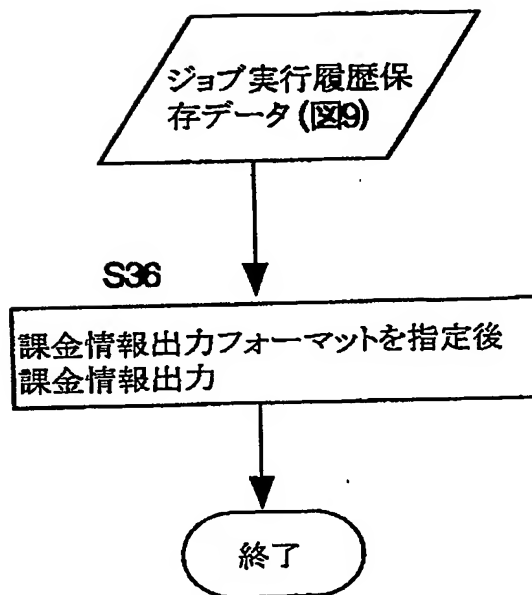 ジョブ実行履歴保
存データ(図9)
S36
課金情報出力フォーマットを指定後
課金情報出力
終了